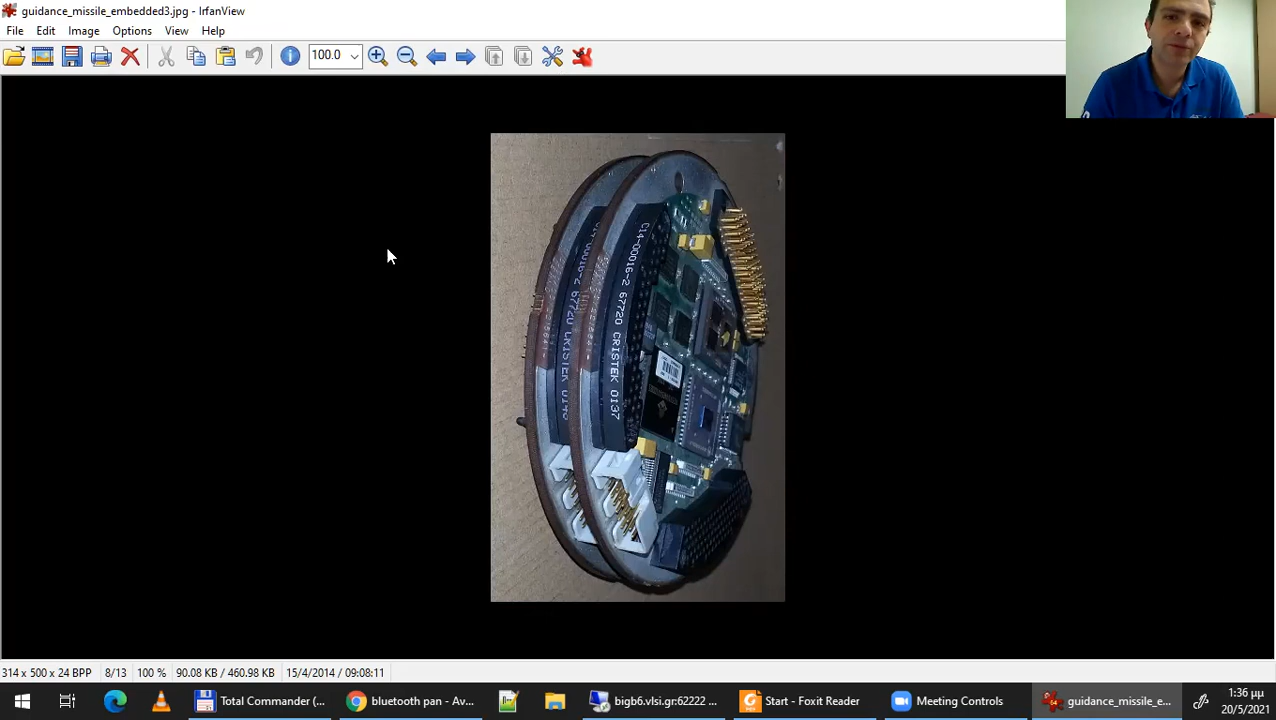 guidance_missile_embedded3.jpg - IrfanView
File Edit Image Options View Help
100.0
C14-00016-2 67720 CRISTEK 0137
67720 CRISTEK
314 x 500 x 24 BPP 8/13 100 % 90.08 KB / 460.98 KB 15/4/2014 / 09:08:11
Total Commander (... bluetooth pan - Av... bigb6.vlsi.gr:62222 ... Start - Foxit Reader Meeting Controls guidance_missile_e...
1:36 μμ
20/5/2021